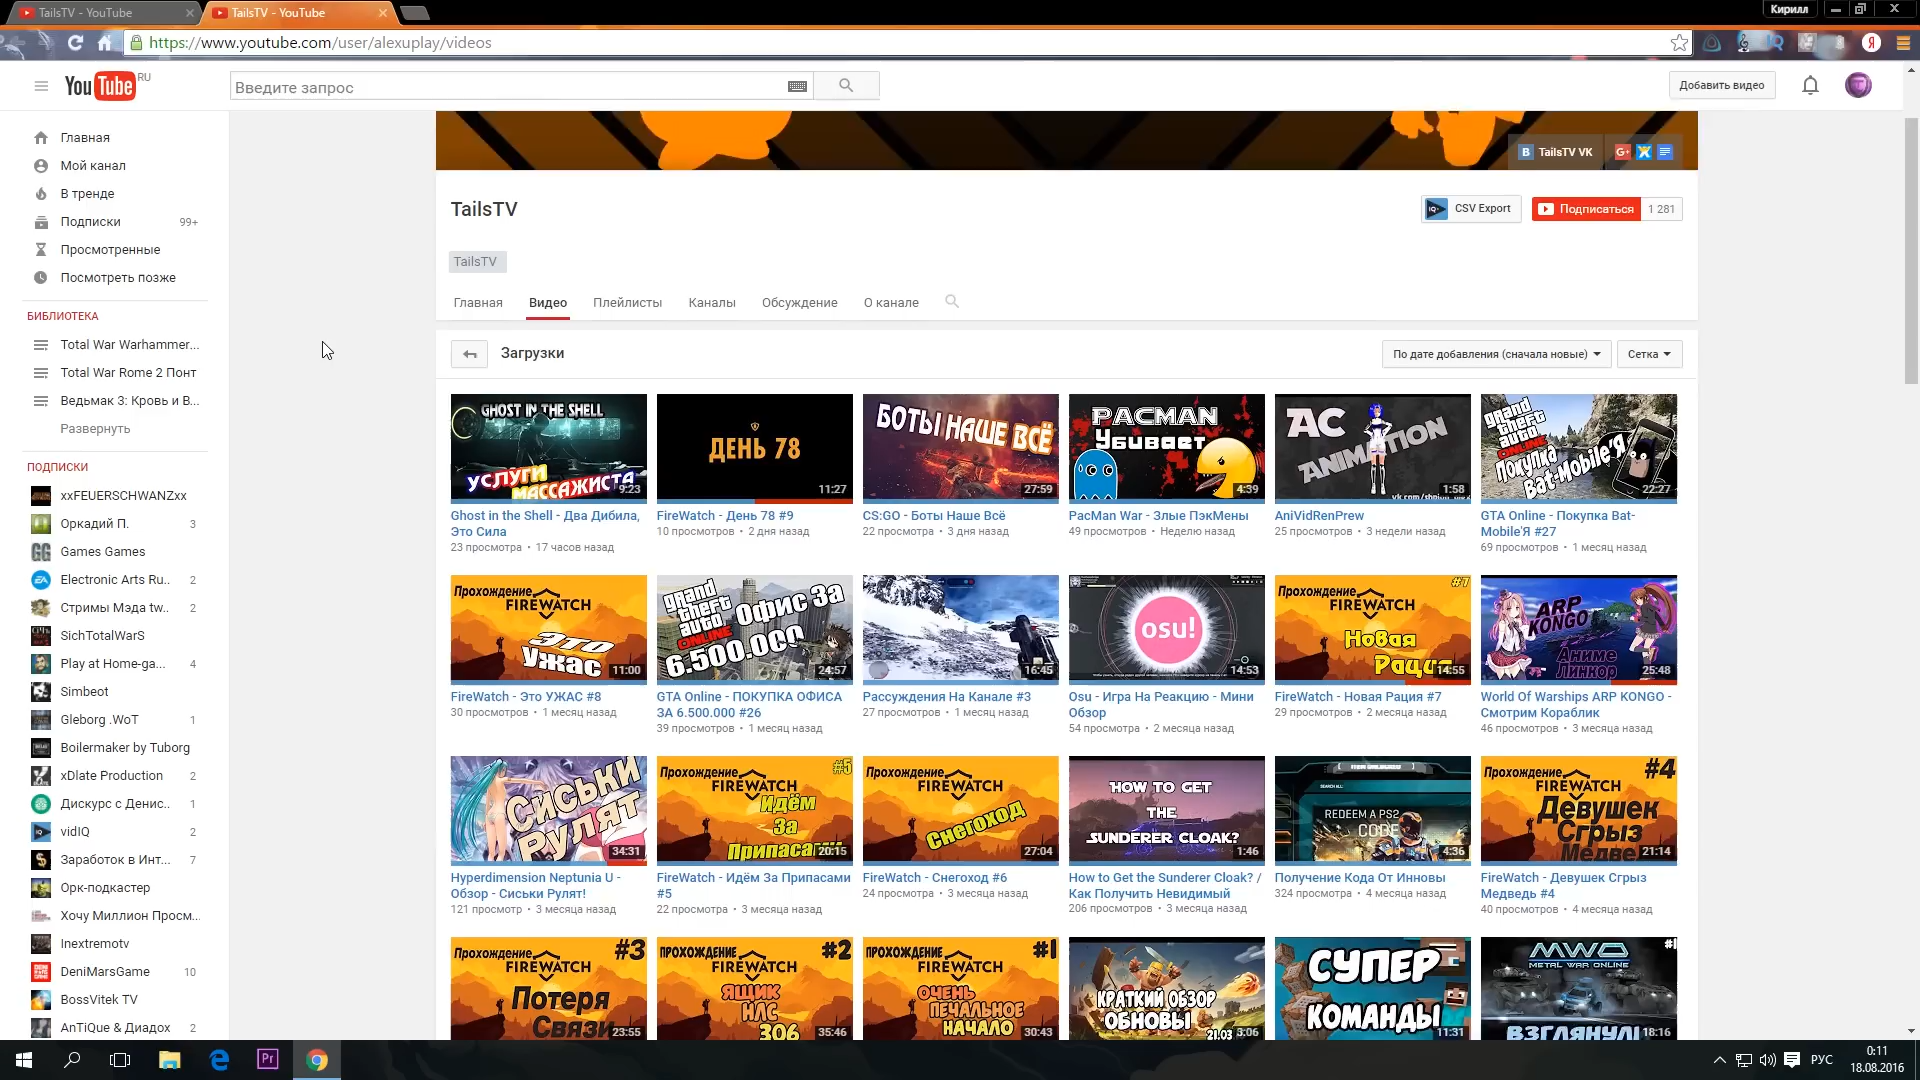 TailsTV - YouTube
TailsTV - YouTube
Кирилл
https://www.youtube.com/user/alexuplay/videos
YouTube RU
Введите запрос
Добавить видео
Главная
Мой канал
В тренде
Подписки 99+
Просмотренные
Посмотреть позже
БИБЛИОТЕКА
Total War Warhammer...
Total War Rome 2 Понт
Ведьмак 3: Кровь и В...
Развернуть
ПОДПИСКИ
xxFEUERSCHWANZxx
Оркадий П. 3
Games Games
Electronic Arts Ru.. 2
Стримы Мэда tw.. 2
SichTotalWarS
Play at Home-ga... 4
Simbeot
Gleborg .WoT 1
Boilermaker by Tuborg
xDlate Production 2
Дискурс с Денис.. 1
vidIQ 2
Заработок в Инт... 7
Орк-подкастер
Хочу Миллион Просм..
Inextremotv
DeniMarsGame 10
BossVitek TV
AnTiQue & Диадох 2
TailsTV VK
TailsTV
CSV Export
Подписаться 1 281
TailsTV
Главная Видео Плейлисты Каналы Обсуждение О канале
Загрузки
По дате добавления (сначала новые) Сетка
GHOST IN THE SHELL
УСЛУГИ МАССАЖИСТА
9:23
Ghost in the Shell - Два Дибила,
Это Сила
23 просмотра • 17 часов назад
ДЕНЬ 78
11:27
FireWatch - День 78 #9
10 просмотров • 2 дня назад
БОТЫ НАШЕ ВСЁ
27:59
CS:GO - Боты Наше Всё
22 просмотра • 3 дня назад
PACMAN
Убивает
4:39
PacMan War - Злые ПэкМены
49 просмотров • Неделю назад
AC
ANIMATION
1:58
AniVidRenPrew
25 просмотров • 3 недели назад
grand theft auto ONLINE
Покупка
Bat-Mobile'Я
22:27
GTA Online - Покупка Bat-
Mobile'Я #27
69 просмотров • 1 месяц назад
Прохождение
FIREWATCH
Это
Ужас
11:00
FireWatch - Это УЖАС #8
30 просмотров • 1 месяц назад
grand theft auto ONLINE
Офис За
6.500.000
24:57
GTA Online - ПОКУПКА ОФИСА
ЗА 6.500.000 #26
39 просмотров • 1 месяц назад
16:45
Рассуждения На Канале #3
27 просмотров • 1 месяц назад
osu!
14:53
Osu - Игра На Реакцию - Мини
Обзор
54 просмотра • 2 месяца назад
Прохождение #7
FIREWATCH
Новая
Рация
14:55
FireWatch - Новая Рация #7
29 просмотров • 2 месяца назад
ARP
KONGO
Аниме
Линкор
25:48
World Of Warships ARP KONGO -
Смотрим Кораблик
46 просмотров • 3 месяца назад
Сиськи
Рулят
34:31
Hyperdimension Neptunia U -
Обзор - Сиськи Рулят!
121 просмотр • 3 месяца назад
Прохождение #5
FIREWATCH
Идём
За
Припасами
20:15
FireWatch - Идём За Припасами
#5
22 просмотра • 3 месяца назад
Прохождение
FIREWATCH
Снегоход
27:04
FireWatch - Снегоход #6
24 просмотра • 3 месяца назад
HOW TO GET
THE
SUNDERER CLOAK?
1:46
How to Get the Sunderer Cloak? /
Как Получить Невидимый
206 просмотров • 3 месяца назад
REDEEM A PS2
CODE
4:36
Получение Кода От Инновы
324 просмотра • 4 месяца назад
Прохождение #4
FIREWATCH
Девушек
Сгрыз
Медве
21:14
FireWatch - Девушек Сгрыз
Медведь #4
40 просмотров • 4 месяца назад
Прохождение #3
FIREWATCH
Потеря
Связи
23:55
ПРОХОЖДЕНИЕ #2
FIREWATCH
ЯЩИК
НЛС
306
35:46
ПРОХОЖДЕНИЕ #1
FIREWATCH
ОЧЕНЬ
ПЕЧАЛЬНОЕ
НАЧАЛО
30:43
КРАТКИЙ ОБЗОР
ОБНОВЫ
21.03
3:06
СУПЕР
КОМАНДЫ
11:31
MWO
METAL WAR ONLINE
ВЗГЛЯНУЛ
18:16
Pr
РУС
0:11
18.08.2016